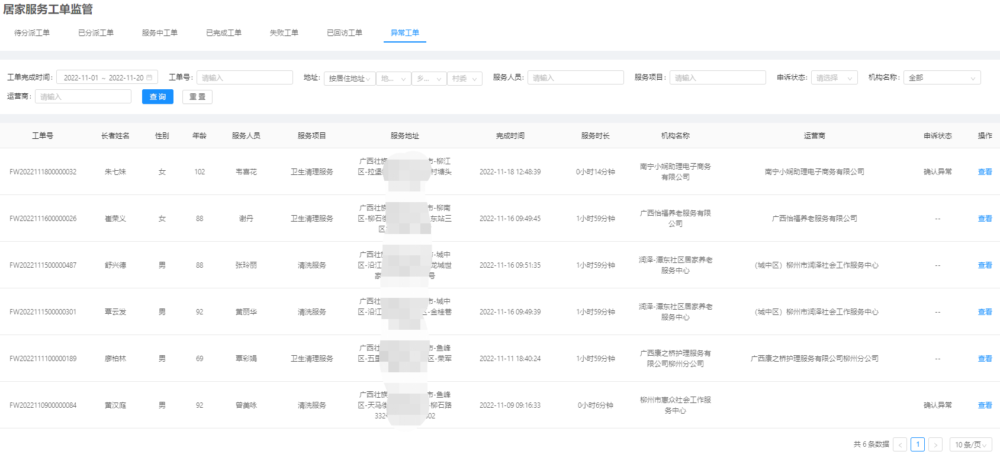 居家服务工单监管
待分派工单 已分派工单 服务中工单 已完成工单 失败工单 已回访工单 异常工单
工单完成时间: 2022-11-01 ~ 2022-11-20 工单号: 请输入 地址: 按居住地址 地... 乡... 村委 服务人员: 请输入 服务项目: 请输入 申诉状态: 请选择 机构名称: 全部
运营商: 请输入 查询 重置
工单号 长者姓名 性别 年龄 服务人员 服务项目 服务地址 完成时间 服务时长 机构名称 运营商 申诉状态 操作
广西壮族 市-柳江
FW2022111800000032 朱七妹 女 102 韦喜花 卫生清理服务 区-拉堡 村塘头 2022-11-18 12:48:39 0小时14分钟 南宁小娴助理电子商务 南宁小娴助理电子商务有限公司 确认异常 查看
有限公司
广西壮族 市-柳南
FW2022111600000026 崔荣义 女 88 谢丹 卫生清理服务 区-柳石街 东站三 2022-11-16 09:49:45 1小时59分钟 广西怡福养老服务有限 广西怡福养老服务有限公司 -- 查看
区 公司
广西壮 -城中
FW2022111500000487 舒兴德 男 88 张玲丽 清洗服务 区-沿江 龙城世 2022-11-16 09:51:35 1小时59分钟 润泽-潭东社区居家养老 （城中区）柳州市润泽社会工作服务中心 -- 查看
家 号 服务中心
广西壮 市-城中
FW2022111500000301 覃云发 男 92 黄丽华 清洗服务 区-沿江 区-金桂巷 2022-11-16 09:49:39 1小时59分钟 润泽-潭东社区居家养老 （城中区）柳州市润泽社会工作服务中心 -- 查看
服务中心
广西壮 市-鱼峰
FW2022111100000189 廖柏林 男 69 覃彩娟 卫生清理服务 区-五里 区-荣军 2022-11-11 18:40:24 1小时59分钟 广西康之桥护理服务有 广西康之桥护理服务有限公司柳州分公司 -- 查看
限公司柳州分公司
广西壮族 市-鱼峰
FW2022110900000084 黄汉庭 男 92 曾美咏 清洗服务 区-天马街 -柳石路 2022-11-09 09:16:33 0小时6分钟 柳州市惠众社会工作服 确认异常 查看
332 02 务中心
共 6 条数据 < 1 > 10 条/页